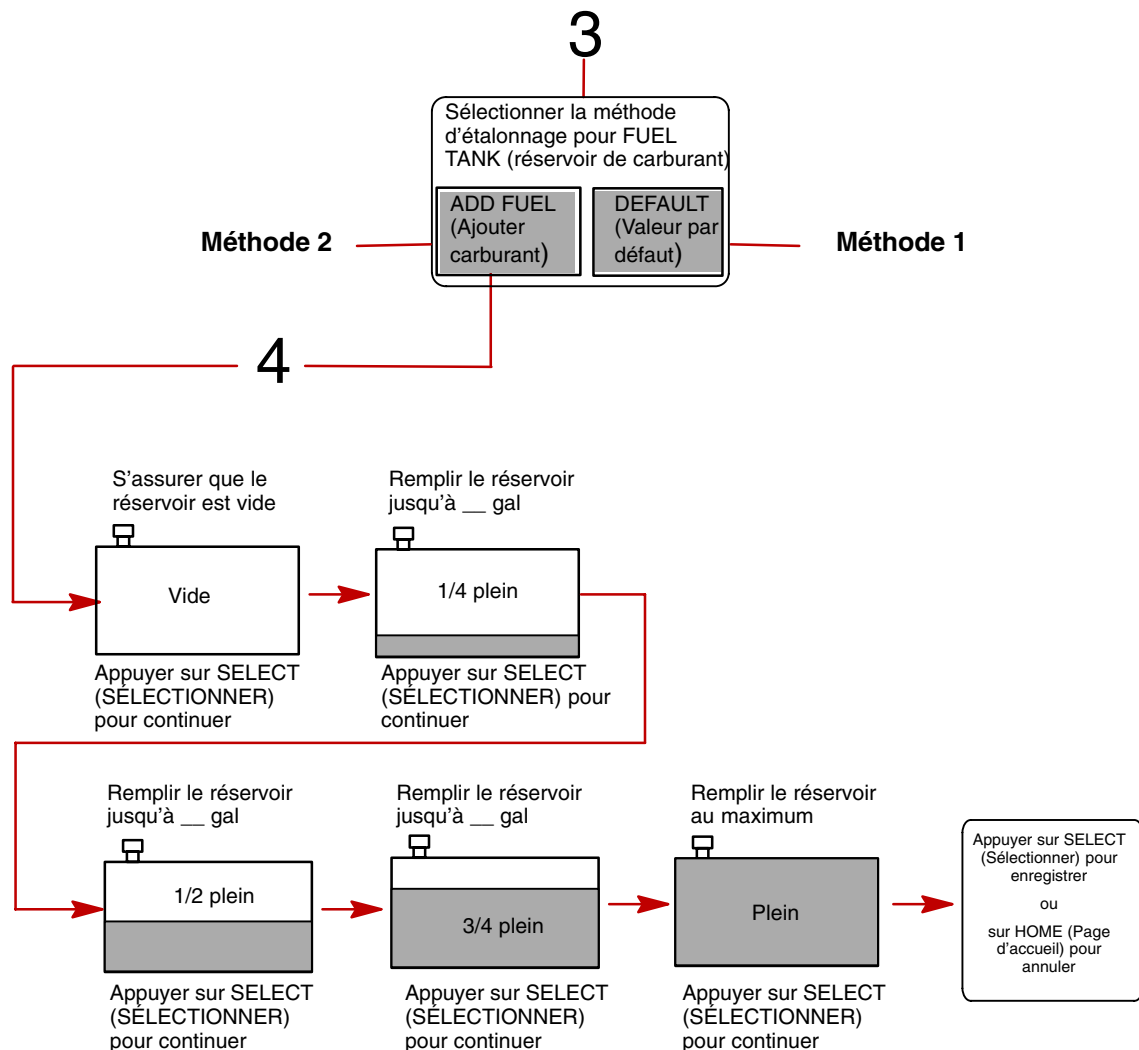 3
Sélectionner la méthode
d'étalonnage pour FUEL
TANK (réservoir de carburant)
ADD FUEL
(Ajouter
carburant)
DEFAULT
(Valeur par
défaut)
Méthode 2
Méthode 1
4
S'assurer que le
réservoir est vide
Vide
Appuyer sur SELECT
(SÉLECTIONNER)
pour continuer
Remplir le réservoir
jusqu'à __ gal
1/4 plein
Appuyer sur SELECT
(SÉLECTIONNER) pour
continuer
Remplir le réservoir
jusqu'à __ gal
1/2 plein
Appuyer sur SELECT
(SÉLECTIONNER)
pour continuer
Remplir le réservoir
jusqu'à __ gal
3/4 plein
Appuyer sur SELECT
(SÉLECTIONNER)
pour continuer
Remplir le réservoir
au maximum
Plein
Appuyer sur SELECT
(SÉLECTIONNER)
pour continuer
Appuyer sur SELECT
(Sélectionner) pour
enregistrer
ou
sur HOME (Page
d'accueil) pour
annuler